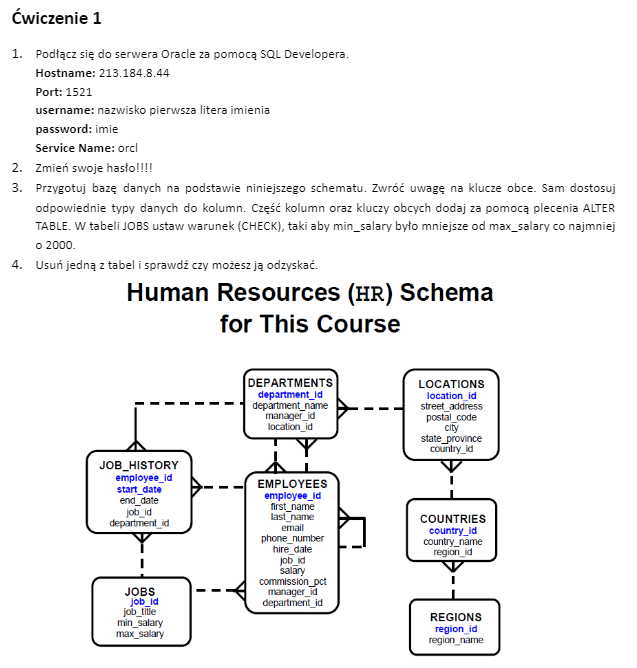 Ćwiczenie 1
1. Podłącz się do serwera Oracle za pomocą SQL Developera.
Hostname: 213.184.8.44
Port: 1521
username: nazwisko pierwsza litera imienia
password: imie
Service Name: orcl
2. Zmień swoje hasło!!!!
3. Przygotuj bazę danych na podstawie niniejszego schematu. Zwróć uwagę na klucze obce. Sam dostosuj
odpowiednie typy danych do kolumn. Część kolumn oraz kluczy obcych dodaj za pomocą plecenia ALTER
TABLE. W tabeli JOBS ustaw warunek (CHECK), taki aby min_salary było mniejsze od max_salary co najmniej
o 2000.
4. Usuń jedną z tabel i sprawdź czy możesz ją odzyskać.
Human Resources (HR) Schema
for This Course
DEPARTMENTS
department_id
department_name
manager_id
location_id
LOCATIONS
location_id
street_address
postal_code
city
state_province
country_id
JOB_HISTORY
employee_id
start_date
end_date
job_id
department_id
EMPLOYEES
employee_id
first_name
last_name
email
phone_number
hire_date
job_id
salary
commission_pct
manager_id
department_id
COUNTRIES
country_id
country_name
region_id
JOBS
job_id
job_title
min_salary
max_salary
REGIONS
region_id
region_name